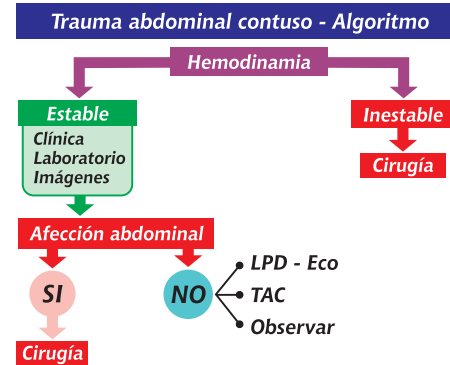 Trauma abdominal contuso - Algoritmo
Hemodinamia
Estable
Clínica
Laboratorio
Imágenes
Inestable
Cirugía
Afección abdominal
SI
NO
LPD - Eco
TAC
Observar
Cirugía